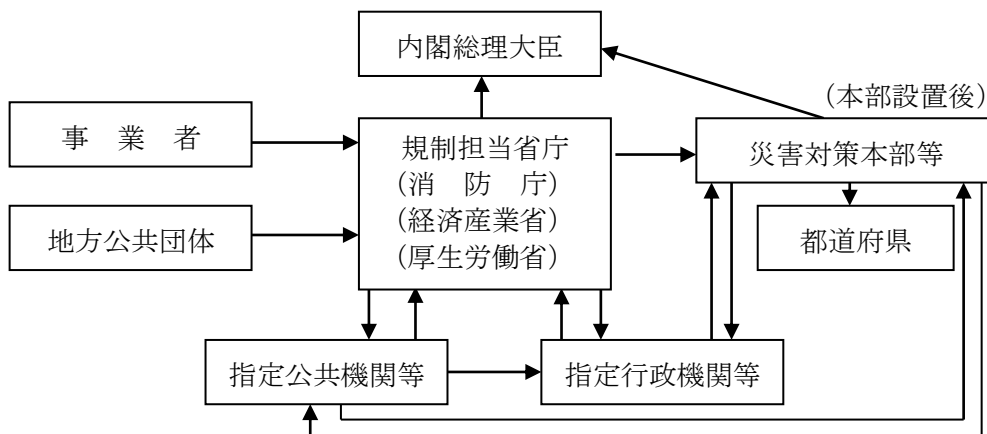 内閣総理大臣
(本部設置後)
事　業　者
規制担当省庁
(消　防　庁)
(経済産業省)
(厚生労働省)
災害対策本部等
地方公共団体
都道府県
指定公共機関等
指定行政機関等